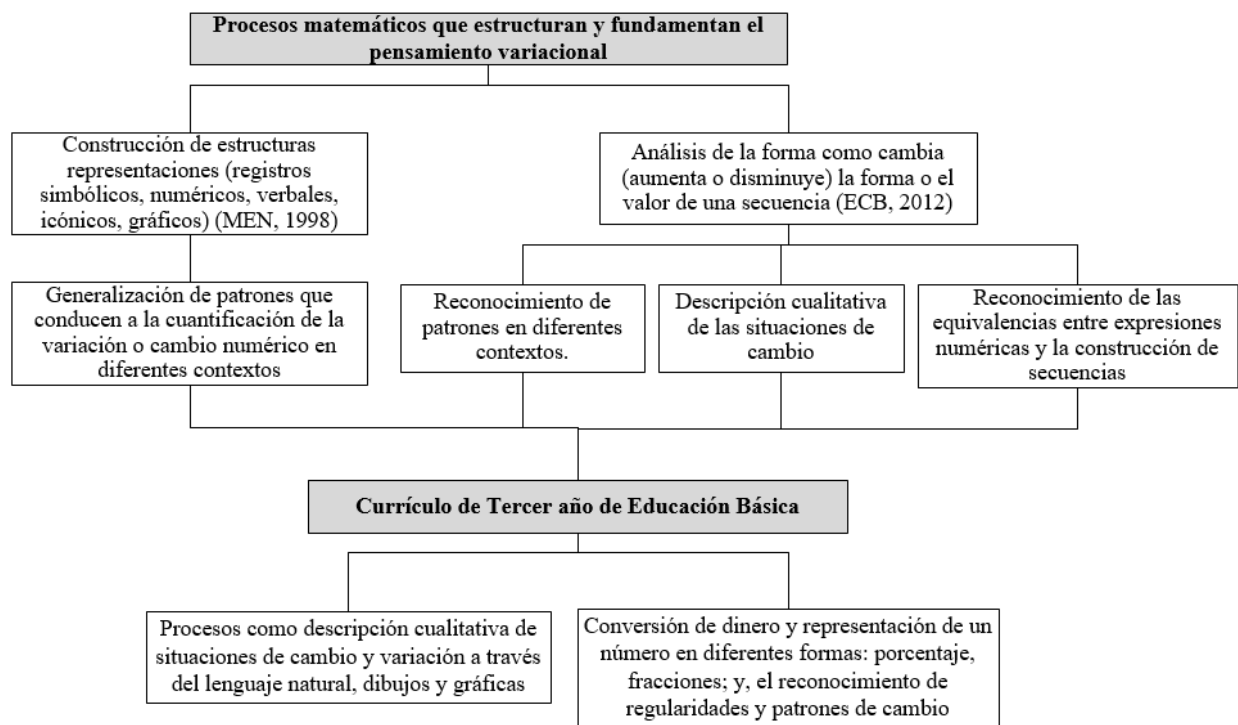 Procesos matemáticos que estructuran y fundamentan el
pensamiento variacional
Construcción de estructuras
representaciones (registros
simbólicos, numéricos, verbales,
icónicos, gráficos) (MEN, 1998)
Análisis de la forma como cambia
(aumenta o disminuye) la forma o el
valor de una secuencia (ECB, 2012)
Generalización de patrones que
conducen a la cuantificación de la
variación o cambio numérico en
diferentes contextos
Reconocimiento de
patrones en diferentes
contextos.
Descripción cualitativa
de las situaciones de
cambio
Reconocimiento de las
equivalencias entre expresiones
numéricas y la construcción de
secuencias
Currículo de Tercer año de Educación Básica
Procesos como descripción cualitativa de
situaciones de cambio y variación a través
del lenguaje natural, dibujos y gráficas
Conversión de dinero y representación de un
número en diferentes formas: porcentaje,
fracciones; y, el reconocimiento de
regularidades y patrones de cambio